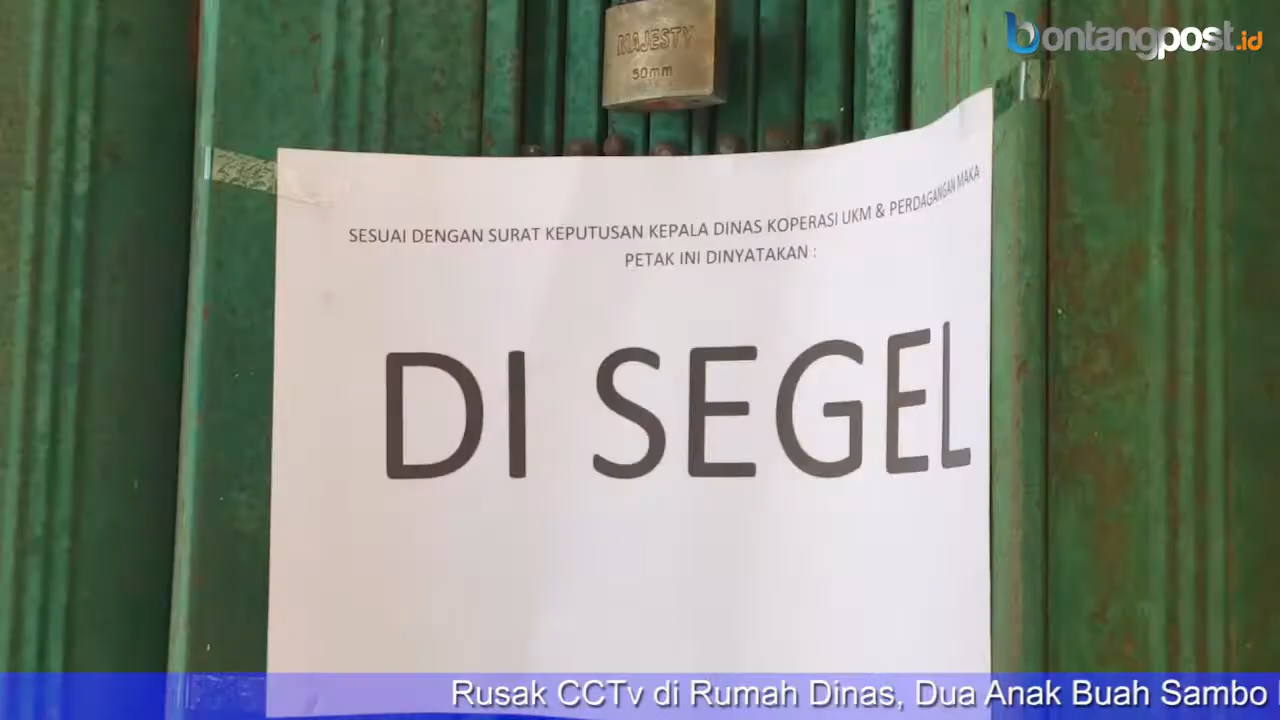 bontangpost.id
MAJESTY
50mm
SESUAI DENGAN SURAT KEPUTUSAN KEPALA DINAS KOPERASI UKM & PERDAGANGAN MAKA
PETAK INI DINYATAKAN :
DI SEGEL
Rusak CCTv di Rumah Dinas, Dua Anak Buah Sambo